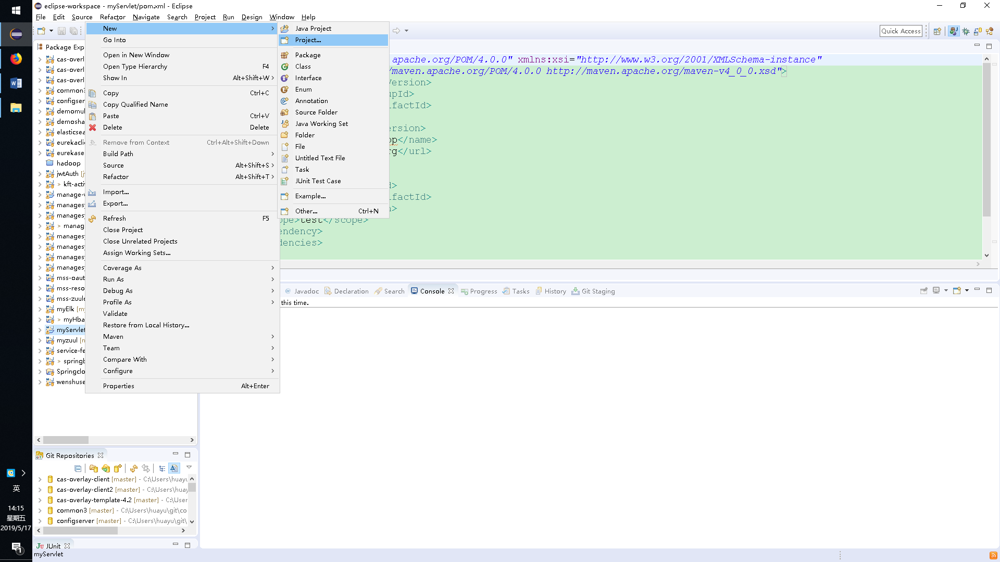 eclipse-workspace - myServlet/pom.xml - Eclipse
File Edit Source Refactor Navigate Search Project Run Design Window Help
Quick Access
New
Go Into
Open in New Window
Open Type Hierarchy F4
Show In Alt+Shift+W
Copy Ctrl+C
Copy Qualified Name
Paste Ctrl+V
Delete Delete
Remove from Context Ctrl+Alt+Shift+Down
Build Path
Source Alt+Shift+S
Refactor Alt+Shift+T
Import...
Export...
Refresh F5
Close Project
Close Unrelated Projects
Assign Working Sets...
Coverage As
Run As
Debug As
Profile As
Validate
Restore from Local History...
Maven
Team
Compare With
Configure
Properties Alt+Enter
Java Project
Project...
Package
Class
Interface
Enum
Annotation
Source Folder
Java Working Set
Folder
File
Untitled Text File
Task
JUnit Test Case
Example...
Other... Ctrl+N
Package Exp
cas-overl
cas-overl
cas-overl
common3
configser
demomul
demosha
elasticsea
eurekaclie
eurekase
hadoop
jwtAuth [j
> kft-activ
manage-v
manages
manages
> manag
manages
manages
manages
manages
mss-oaut
mss-reso
mss-zuulc
myElk [my
> myHba
myServlet
myzuul [n
service-fe
> springb
Springclo
wenshuse
apache.org/POM/4.0.0" xmlns:xsi="http://www.w3.org/2001/XMLSchema-instance"
/maven.apache.org/POM/4.0.0 http://maven.apache.org/maven-v4_0_0.xsd">
Version>
upId>
ifactId>
ersion>
op</name>
rg</url>
d>
ifactId>
n>
ope>test</scope>
endency>
dencies>
Javadoc Declaration Search Console Progress Tasks History Git Staging
this time.
Git Repositories
cas-overlay-client [master] - C:\Users\huayu
cas-overlay-client2 [master] - C:\Users\huay
cas-overlay-template-4.2 [master] - C:\User
common3 [master] - C:\Users\huayu\git\co
configserver [master] - C:\Users\huayu\git\
JUnit
myServlet
英
14:15
星期五
2019/5/17
1